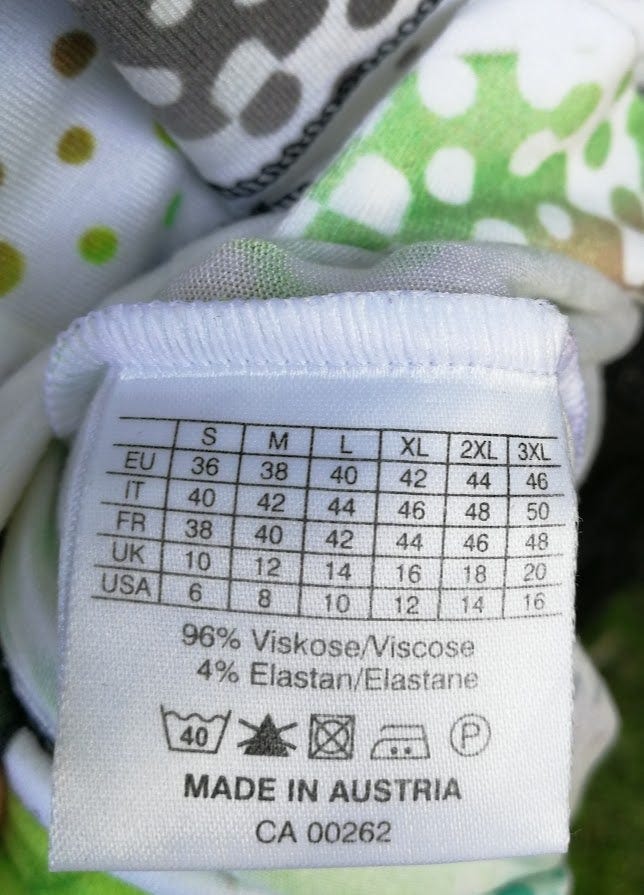 S M L XL 2XL 3XL
EU 36 38 40 42 44 46
IT 40 42 44 46 48 50
FR 38 40 42 44 46 48
UK 10 12 14 16 18 20
USA 6 8 10 12 14 16
96% Viskose/Viscose
4% Elastan/Elastane
40 P
MADE IN AUSTRIA
CA 00262